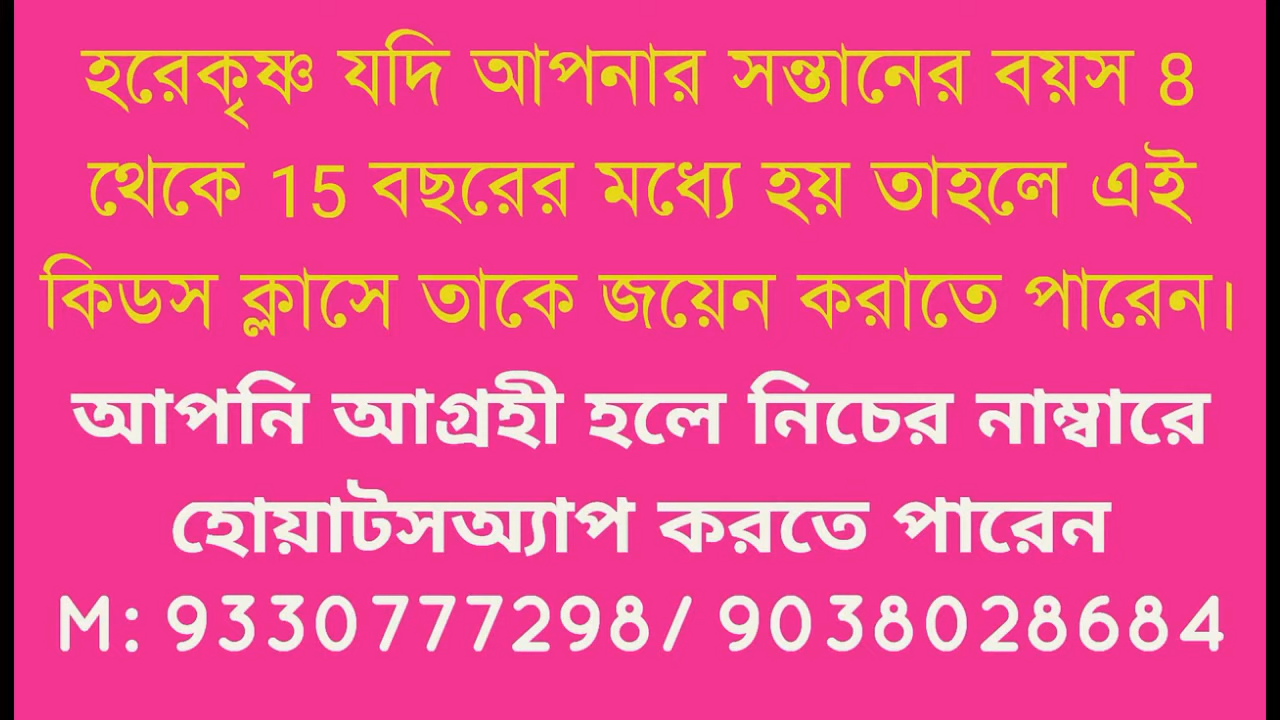 হরেকৃষ্ণ যদি আপনার সন্তানের বয়স 8
থেকে 15 বছরের মধ্যে হয় তাহলে এই
কিডস ক্লাসে তাকে জয়েন করাতে পারেন।
আপনি আগ্রহী হলে নিচের নাম্বারে
হোয়াটসঅ্যাপ করতে পারেন
M: 9330777298/ 9038028684